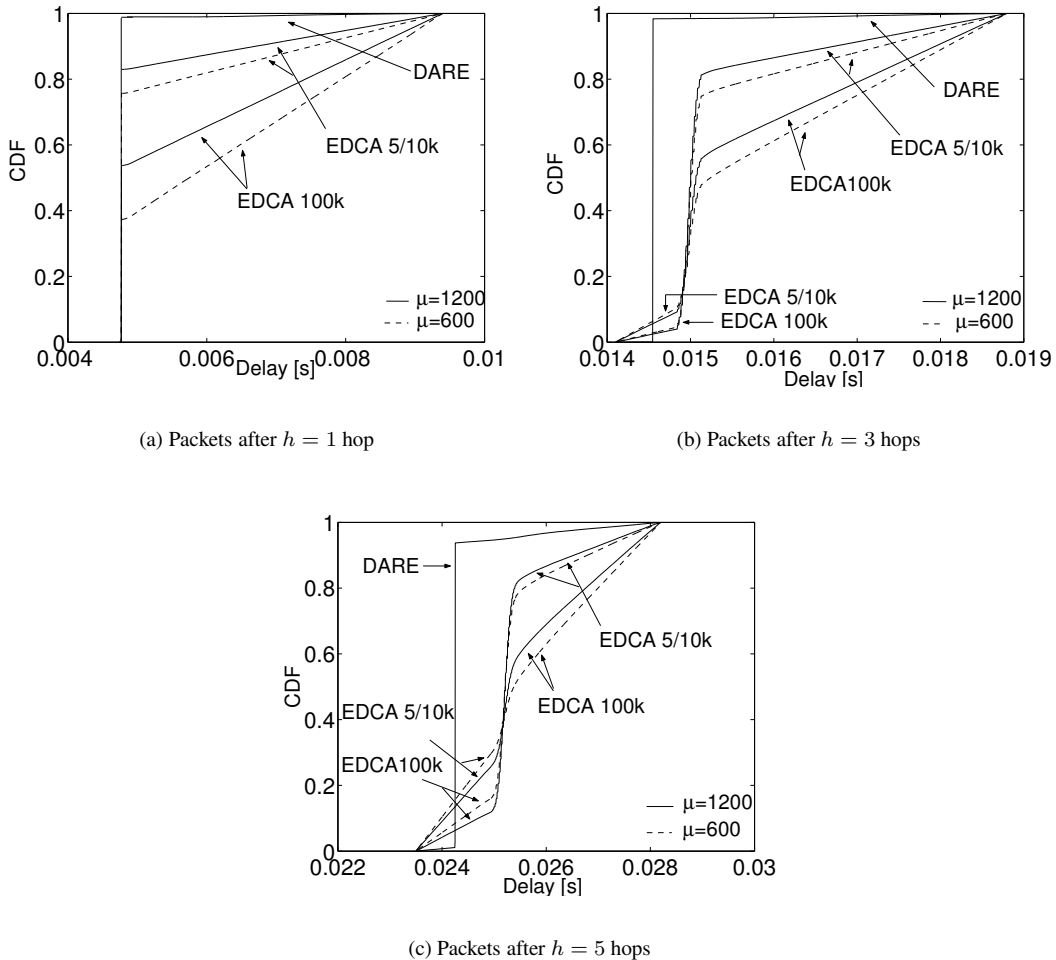 1
0.8
0.6
0.4
0.2
0
CDF
0.004
0.006
0.008
0.01
Delay [s]
DARE
EDCA 5/10k
EDCA 100k
μ=1200
μ=600
(a) Packets after h = 1 hop
1
0.8
0.6
0.4
0.2
0
CDF
0.014
0.015
0.016
0.017
0.018
0.019
Delay [s]
DARE
EDCA 5/10k
EDCA100k
EDCA 5/10k
EDCA 100k
μ=1200
μ=600
(b) Packets after h = 3 hops
1
0.8
0.6
0.4
0.2
0
CDF
0.022
0.024
0.026
0.028
0.03
Delay [s]
DARE
EDCA 5/10k
EDCA 100k
EDCA 5/10k
EDCA100k
μ=1200
μ=600
(c) Packets after h = 5 hops